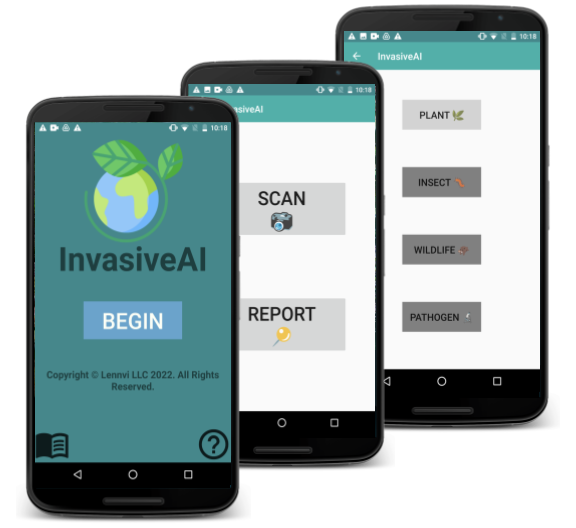 10:18
InvasiveAI
BEGIN
Copyright © Lennvi LLC 2022. All Rights
Reserved.
10:18
asiveAI
SCAN
REPORT
10:18
InvasiveAI
PLANT
INSECT
WILDLIFE
PATHOGEN